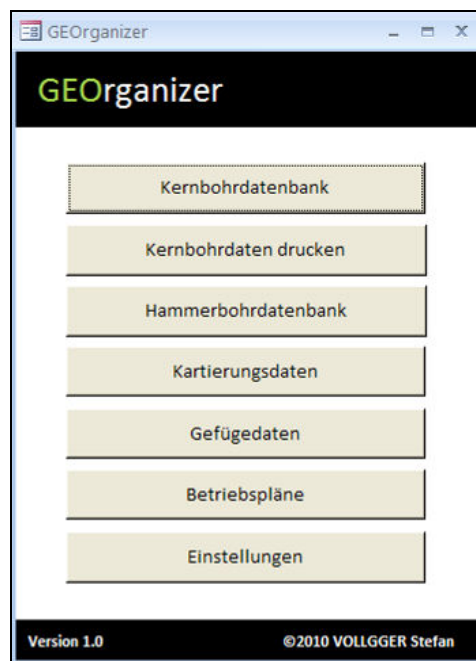 GEOrganizer
GEOrganizer
Kernbohrdatenbank
Kernbohrdaten drucken
Hammerbohrdatenbank
Kartierungsdaten
Gefügedaten
Betriebspläne
Einstellungen
Version 1.0 ©2010 VOLLGGER Stefan